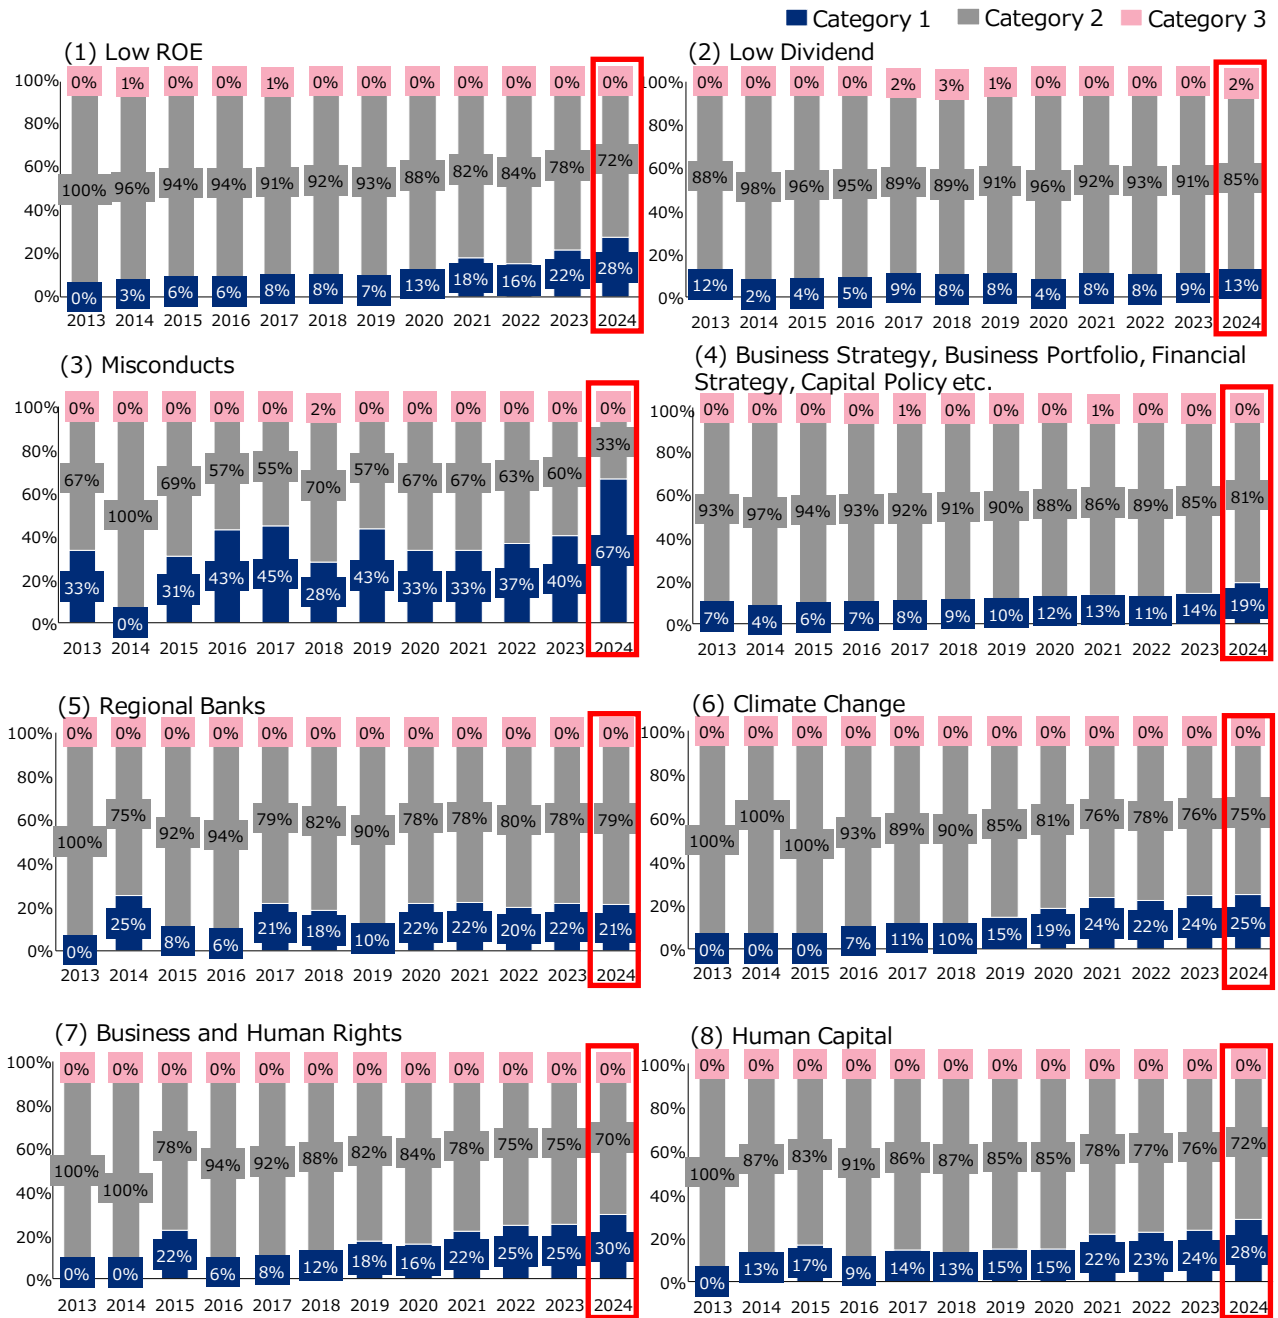 Category 1 Category 2 Category 3
(1) Low ROE
100% 80% 60% 40% 20% 0%
0% 1% 0% 0% 1% 0% 0% 0% 0% 0% 0% 0%
100% 96% 94% 94% 91% 92% 93% 88% 82% 84% 78% 72%
0% 3% 6% 6% 8% 8% 7% 13% 18% 16% 22% 28%
2013 2014 2015 2016 2017 2018 2019 2020 2021 2022 2023 2024
(2) Low Dividend
100% 80% 60% 40% 20% 0%
0% 0% 0% 0% 2% 3% 1% 0% 0% 0% 0% 2%
88% 98% 96% 95% 89% 89% 91% 96% 92% 93% 91% 85%
12% 2% 4% 5% 9% 8% 8% 4% 8% 8% 9% 13%
2013 2014 2015 2016 2017 2018 2019 2020 2021 2022 2023 2024
(3) Misconducts
100% 80% 60% 40% 20% 0%
0% 0% 0% 0% 0% 2% 0% 0% 0% 0% 0% 0%
67% 100% 69% 57% 55% 70% 57% 67% 67% 63% 60% 33%
33% 0% 31% 43% 45% 28% 43% 33% 33% 37% 40% 67%
2013 2014 2015 2016 2017 2018 2019 2020 2021 2022 2023 2024
(4) Business Strategy, Business Portfolio, Financial
Strategy, Capital Policy etc.
100% 80% 60% 40% 20% 0%
0% 0% 0% 0% 1% 0% 0% 0% 1% 0% 0% 0%
93% 97% 94% 93% 92% 91% 90% 88% 86% 89% 85% 81%
7% 4% 6% 7% 8% 9% 10% 12% 13% 11% 14% 19%
2013 2014 2015 2016 2017 2018 2019 2020 2021 2022 2023 2024
(5) Regional Banks
100% 80% 60% 40% 20% 0%
0% 0% 0% 0% 0% 0% 0% 0% 0% 0% 0% 0%
100% 75% 92% 94% 79% 82% 90% 78% 78% 80% 78% 79%
0% 25% 8% 6% 21% 18% 10% 22% 22% 20% 22% 21%
2013 2014 2015 2016 2017 2018 2019 2020 2021 2022 2023 2024
(6) Climate Change
100% 80% 60% 40% 20% 0%
0% 0% 0% 0% 0% 0% 0% 0% 0% 0% 0% 0%
100% 100% 100% 93% 89% 90% 85% 81% 76% 78% 76% 75%
0% 0% 0% 7% 11% 10% 15% 19% 24% 22% 24% 25%
2013 2014 2015 2016 2017 2018 2019 2020 2021 2022 2023 2024
(7) Business and Human Rights
100% 80% 60% 40% 20% 0%
0% 0% 0% 0% 0% 0% 0% 0% 0% 0% 0% 0%
100% 100% 78% 94% 92% 88% 82% 84% 78% 75% 75% 70%
0% 0% 22% 6% 8% 12% 18% 16% 22% 25% 25% 30%
2013 2014 2015 2016 2017 2018 2019 2020 2021 2022 2023 2024
(8) Human Capital
100% 80% 60% 40% 20% 0%
0% 0% 0% 0% 0% 0% 0% 0% 0% 0% 0% 0%
100% 87% 83% 91% 86% 87% 85% 85% 78% 77% 76% 72%
0% 13% 17% 9% 14% 13% 15% 15% 22% 23% 24% 28%
2013 2014 2015 2016 2017 2018 2019 2020 2021 2022 2023 2024